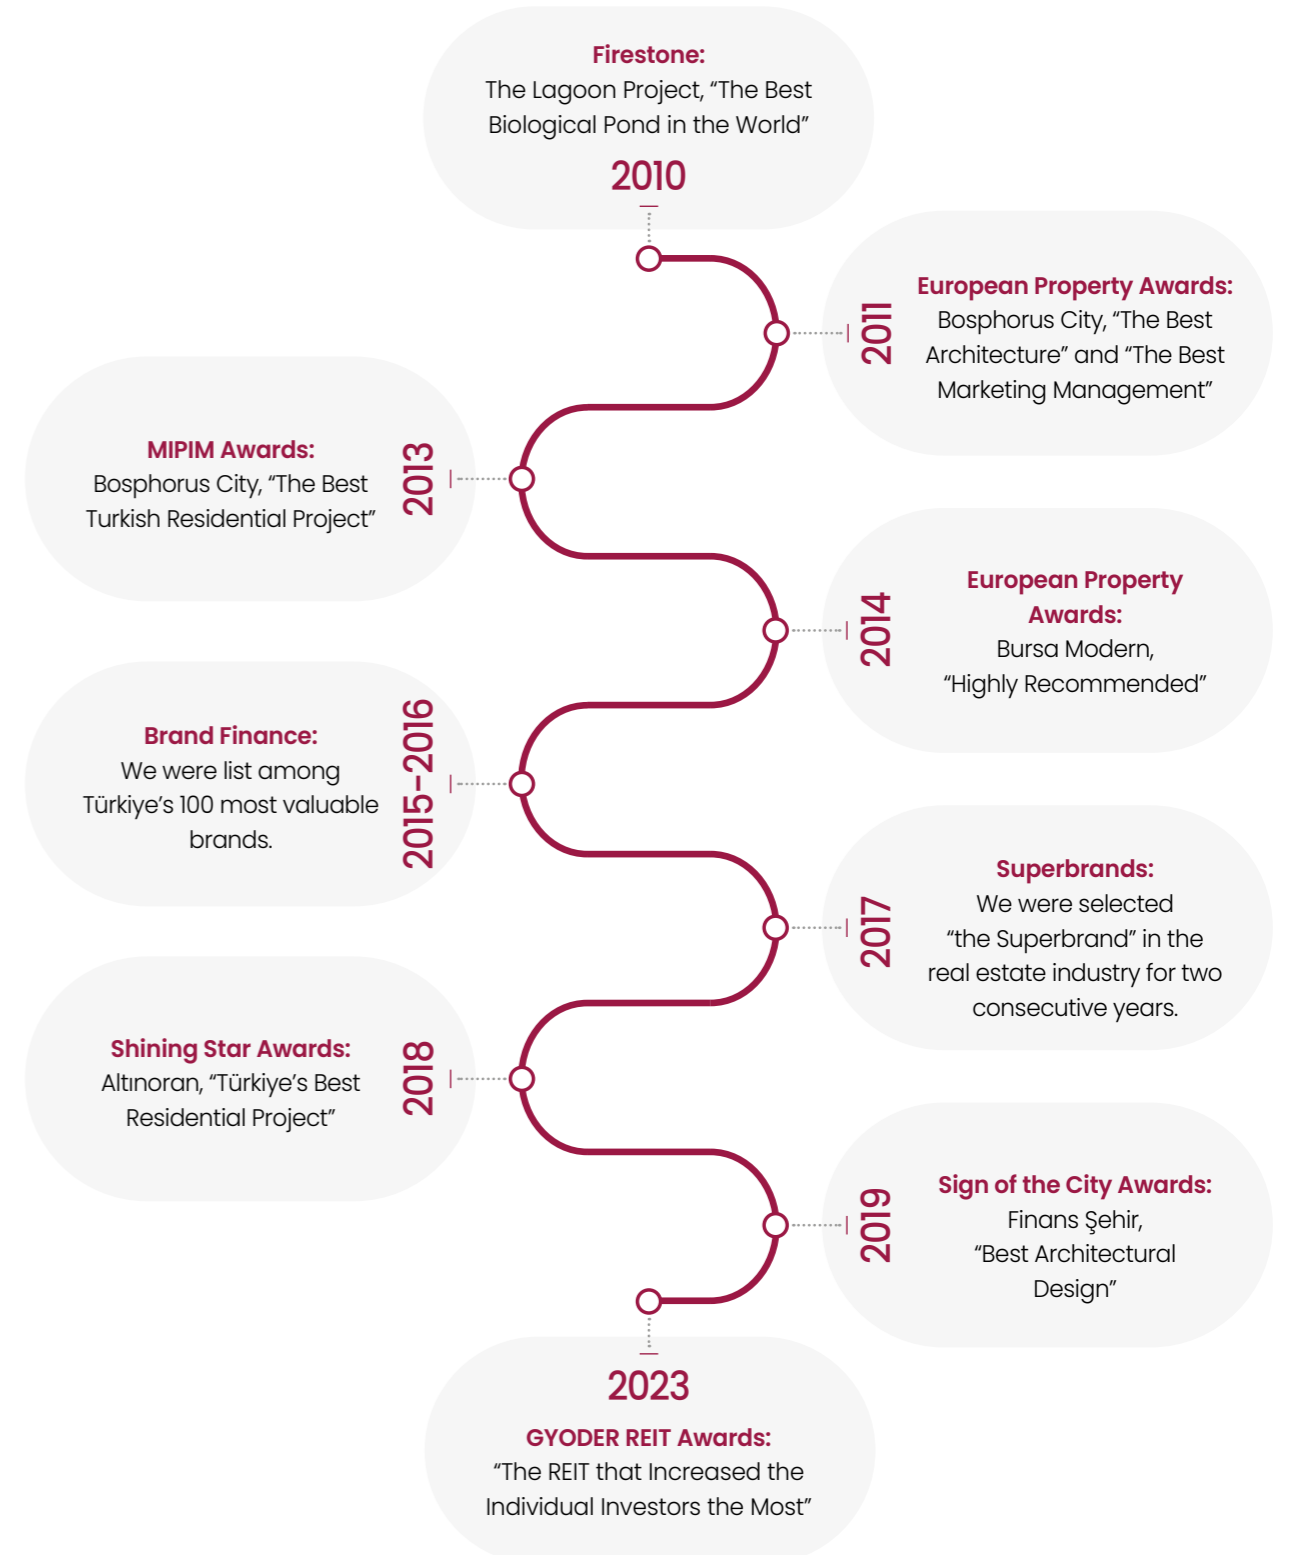 Firestone:
The Lagoon Project, “The Best
Biological Pond in the World”
2010
2011
European Property Awards:
Bosphorus City, “The Best
Architecture” and “The Best
Marketing Management”
MIPIM Awards:
Bosphorus City, “The Best
Turkish Residential Project”
2013
2014
European Property
Awards:
Bursa Modern,
“Highly Recommended”
Brand Finance:
We were list among
Türkiye’s 100 most valuable
brands.
2015-2016
2017
Superbrands:
We were selected
“the Superbrand” in the
real estate industry for two
consecutive years.
Shining Star Awards:
Altınoran, “Türkiye’s Best
Residential Project”
2018
2019
Sign of the City Awards:
Finans Şehir,
“Best Architectural
Design”
2023
GYODER REIT Awards:
“The REIT that Increased the
Individual Investors the Most”